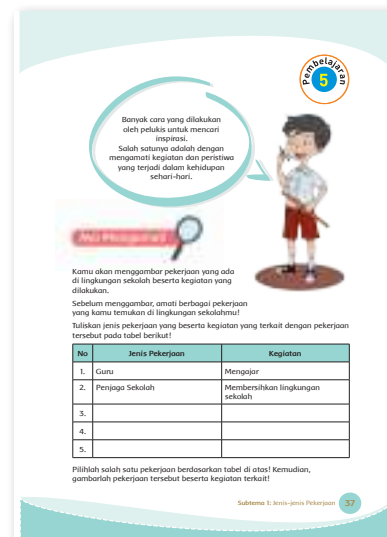 Pembelajaran
5
Banyak cara yang dilakukan
oleh pelukis untuk mencari
inspirasi.
Salah satunya adalah dengan
mengamati kegiatan dan peristiwa
yang terjadi dalam kehidupan
sehari-hari.
Ayo Mengamati
Kamu akan menggambar pekerjaan yang ada
di lingkungan sekolah beserta kegiatan yang
dilakukan.
Sebelum menggambar, amati berbagai pekerjaan
yang kamu temukan di lingkungan sekolahmu!
Tuliskan jenis pekerjaan yang beserta kegiatan yang terkait dengan pekerjaan
tersebut pada tabel berikut!
No Jenis Pekerjaan Kegiatan
1. Guru Mengajar
2. Penjaga Sekolah Membersihkan lingkungan
sekolah
3.
4.
5.
Pilihlah salah satu pekerjaan berdasarkan tabel di atas! Kemudian,
gambarlah pekerjaan tersebut beserta kegiatan terkait!
Subtema 1: Jenis-jenis Pekerjaan 37